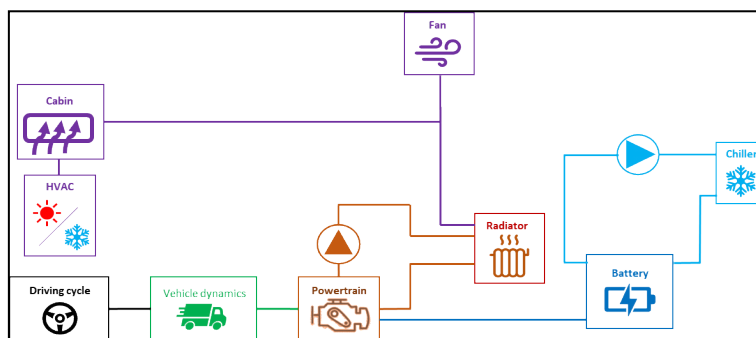 Fan
Cabin
Chiller
HVAC
Radiator
Battery
Driving cycle
Vehicle dynamics
Powertrain